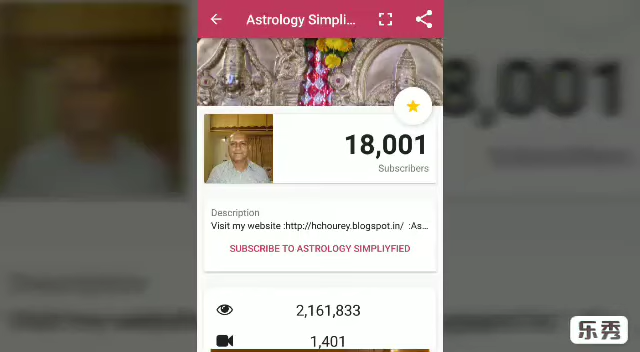 Astrology Simpli...
18,001
Subscribers
Description
Visit my website :http://hchourey.blogspot.in/ :As...
SUBSCRIBE TO ASTROLOGY SIMPLIYFIED
2,161,833
1,401
乐秀